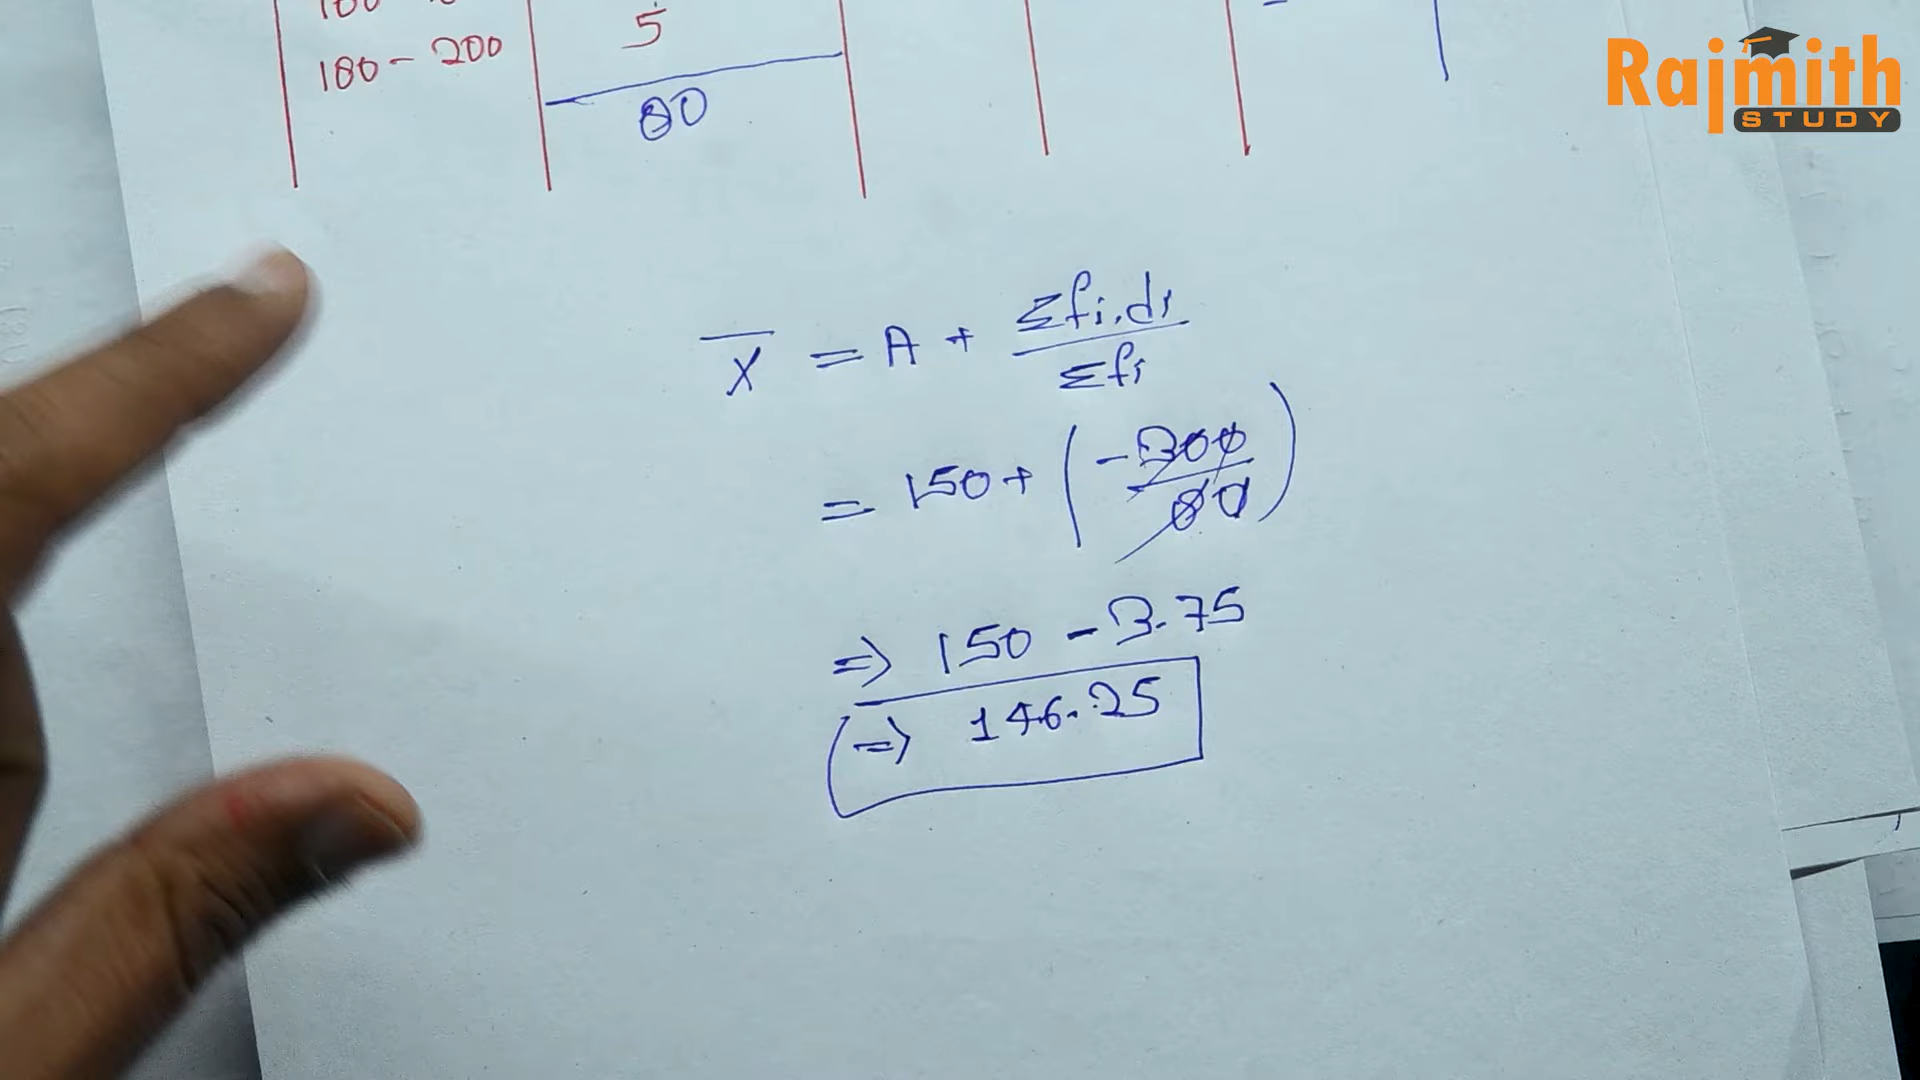 180 - 200
5
80
Rajmith
STUDY
X̅ = A + Σfi.di / Σfi
= 150 + ( -300 / 80 )
⇒ 150 - 3.75
⇒ 146.25